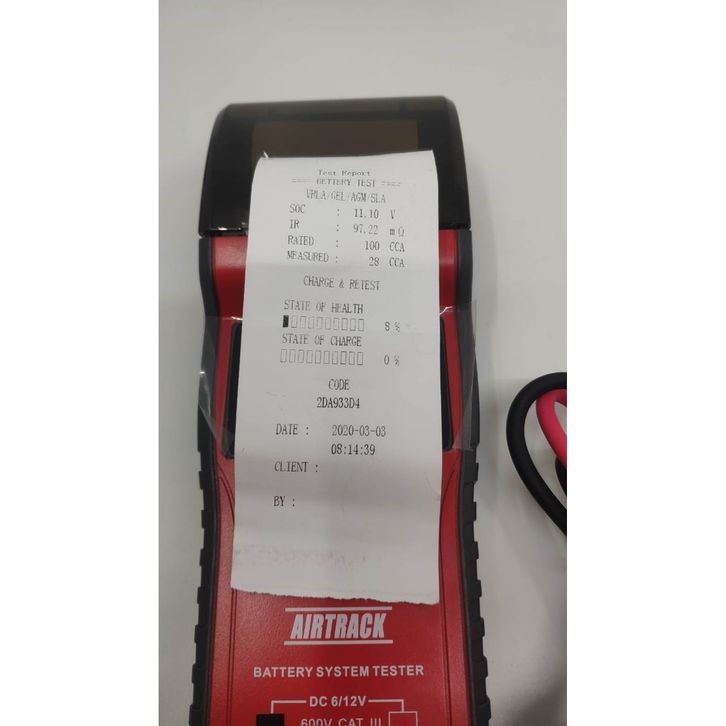 Test Report
BETTERY TEST
VRLA/GEL/AGM/SLA
SOC : 11.10 V
IR : 97.22 mΩ
RATED : 100 CCA
MEASURED : 28 CCA
CHARGE & RETEST
STATE OF HEALTH
8 %
STATE OF CHARGE
0 %
CODE
2DA933D4
DATE : 2020-03-03
08:14:39
CLIENT :
BY :
AIRTRACK
BATTERY SYSTEM TESTER
DC 6/12V
600V CAT III